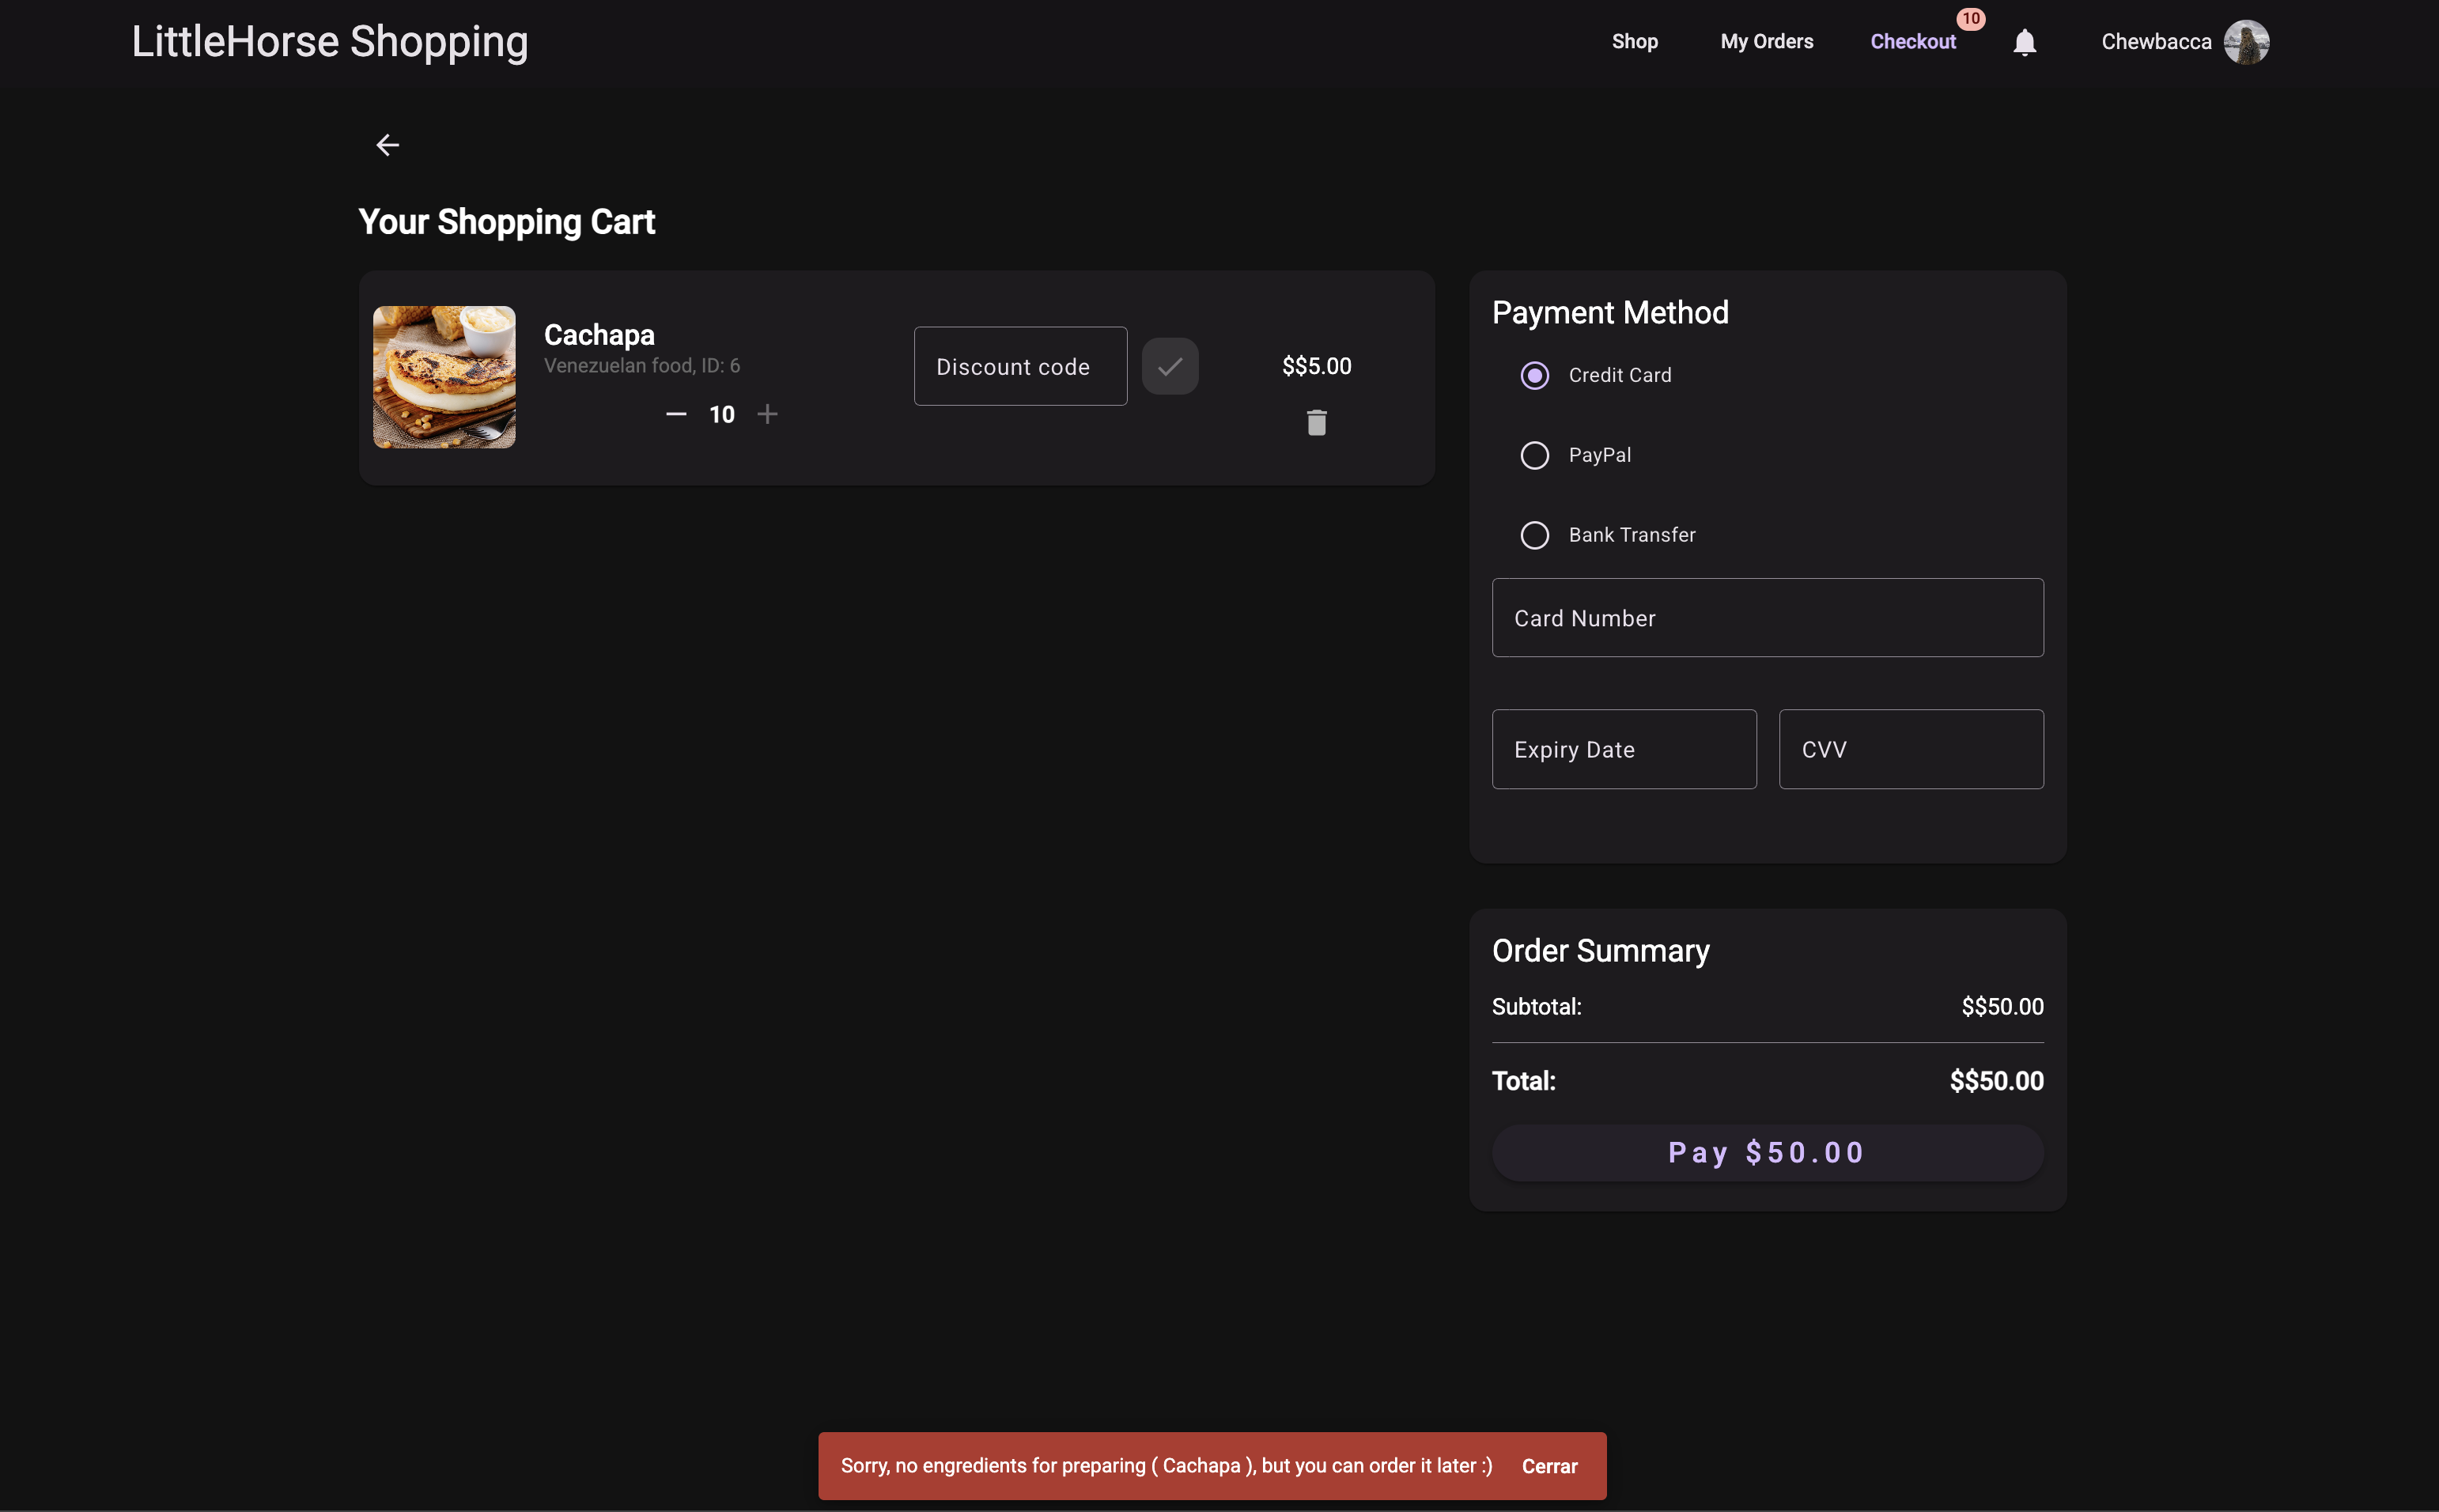 LittleHorse Shopping
Shop
My Orders
Checkout
10
Chewbacca
Your Shopping Cart
Cachapa
Venezuelan food, ID: 6
10
Discount code
$$5.00
Payment Method
Credit Card
PayPal
Bank Transfer
Card Number
Expiry Date
CVV
Order Summary
Subtotal: $$50.00
Total: $$50.00
Pay $50.00
Sorry, no engredients for preparing ( Cachapa ), but you can order it later :) Cerrar